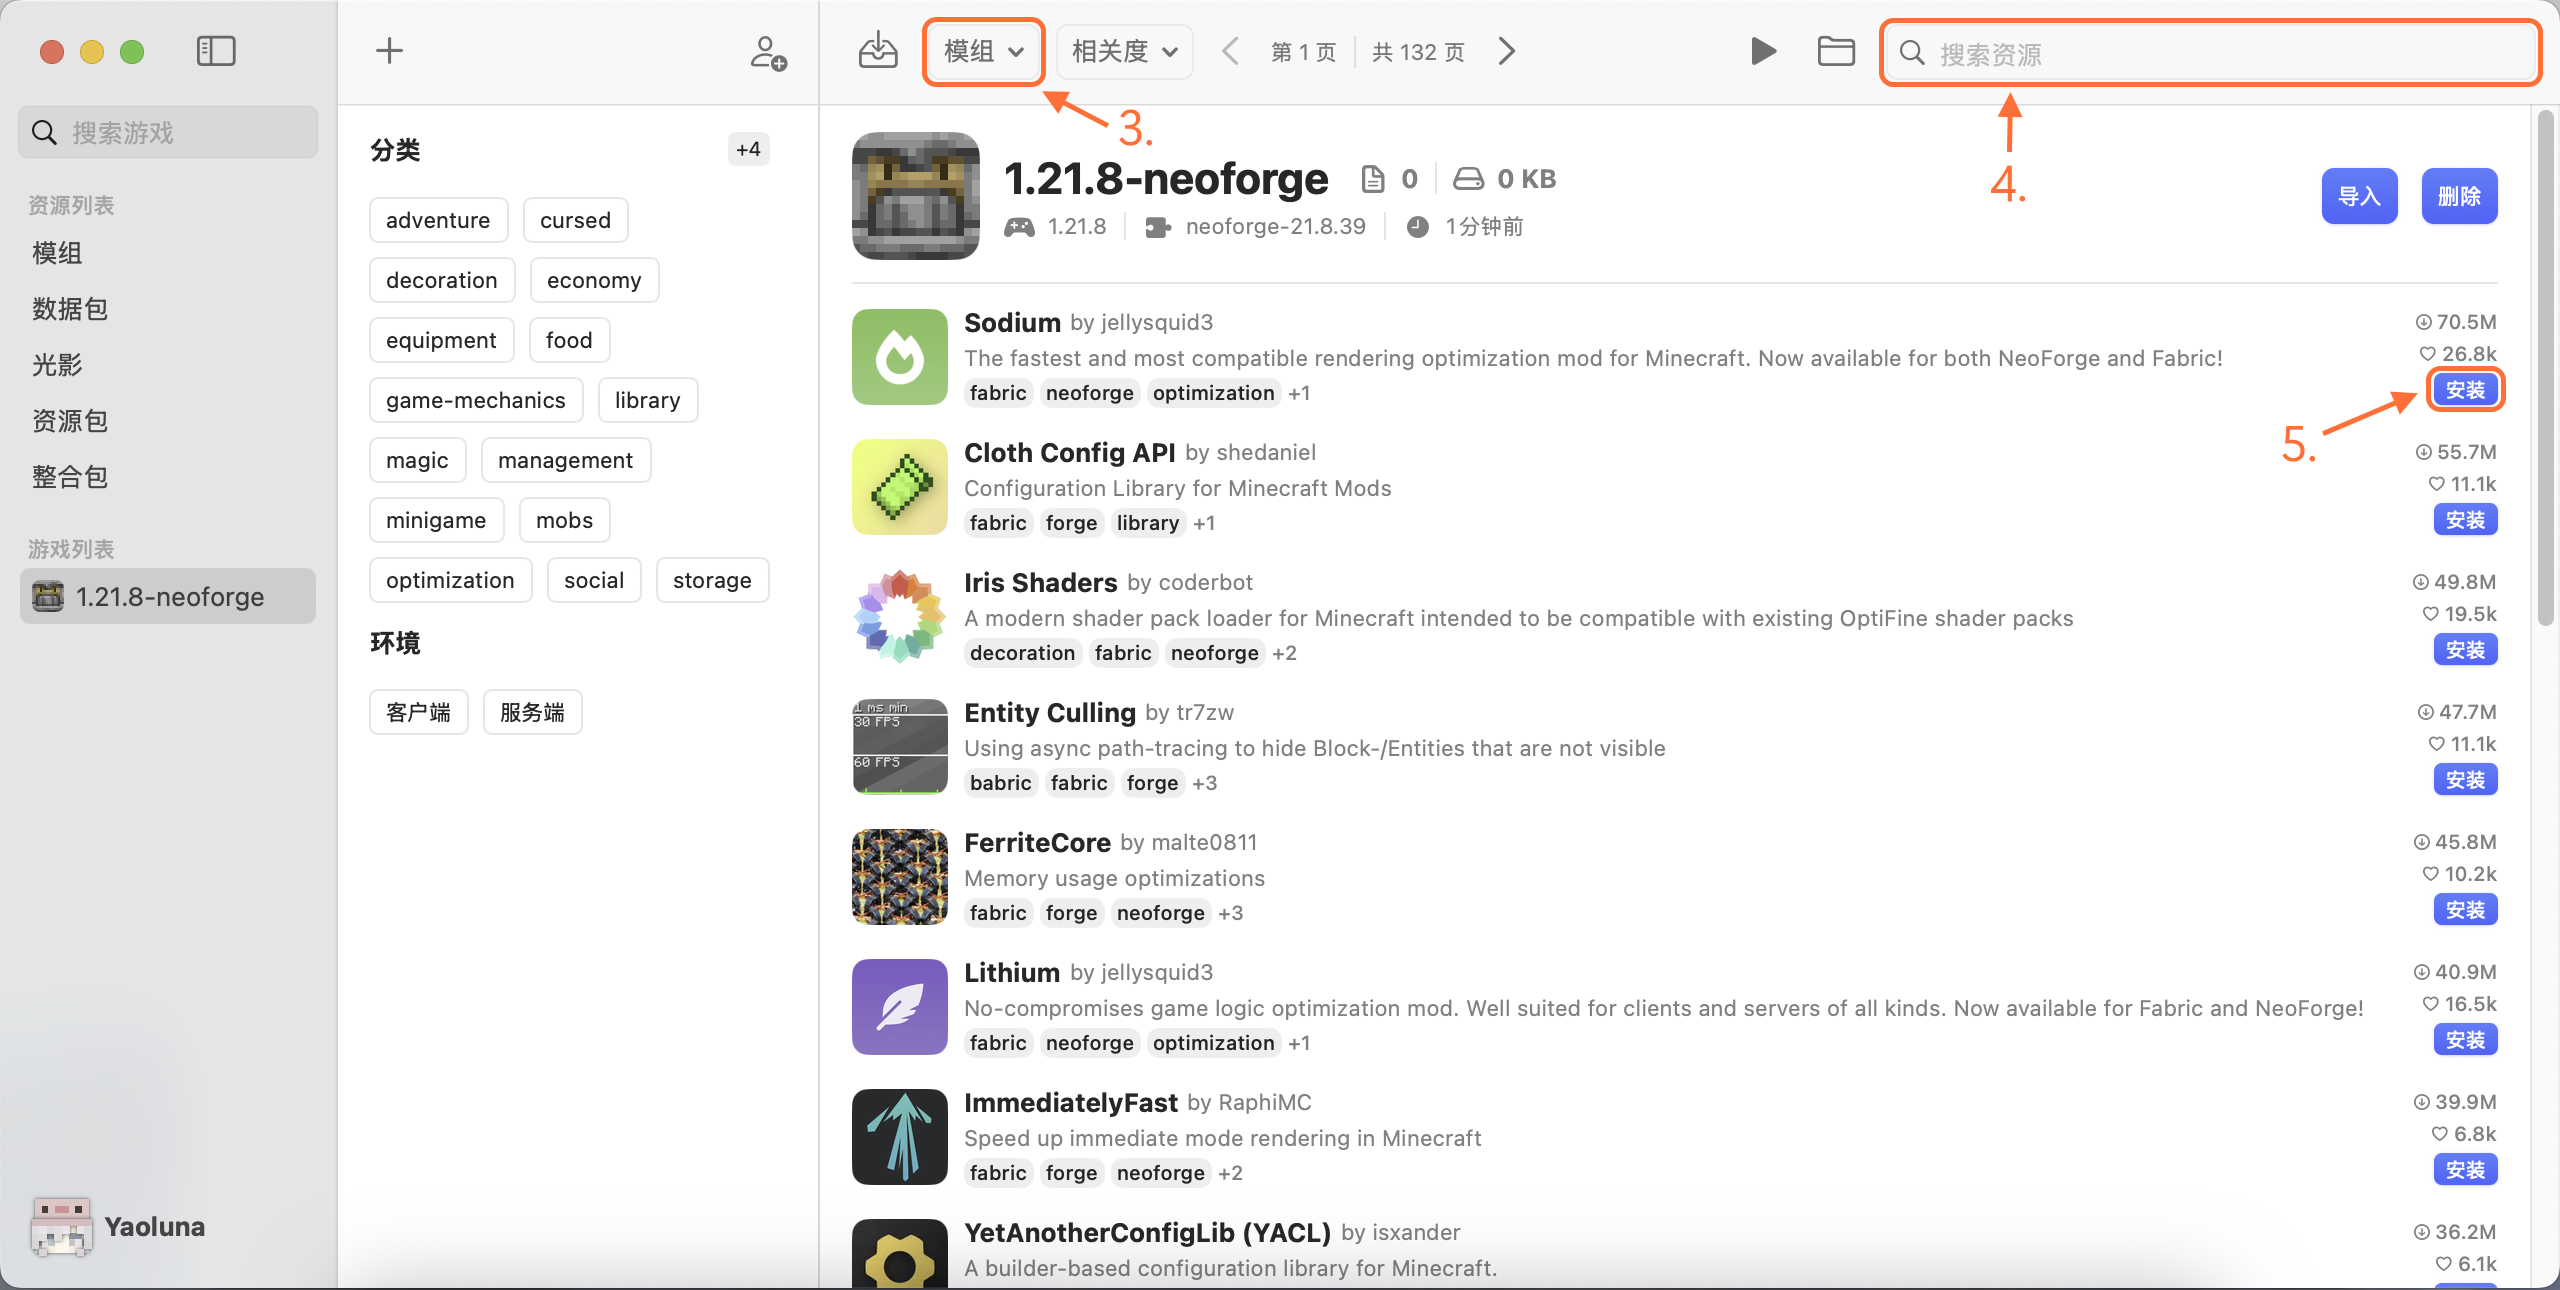 模组
相关度
第 1 页
共 132 页
搜索资源
3.
4.
搜索游戏
资源列表
模组
数据包
光影
资源包
整合包
游戏列表
1.21.8-neoforge
Yaoluna
分类
+4
adventure
cursed
decoration
economy
equipment
food
game-mechanics
library
magic
management
minigame
mobs
optimization
social
storage
环境
客户端
服务端
1.21.8-neoforge
0
0 KB
1.21.8
neoforge-21.8.39
1分钟前
导入
删除
Sodium by jellysquid3
The fastest and most compatible rendering optimization mod for Minecraft. Now available for both NeoForge and Fabric!
fabric neoforge optimization +1
70.5M
26.8k
安装
5.
Cloth Config API by shedaniel
Configuration Library for Minecraft Mods
fabric forge library +1
55.7M
11.1k
安装
Iris Shaders by coderbot
A modern shader pack loader for Minecraft intended to be compatible with existing OptiFine shader packs
decoration fabric neoforge +2
49.8M
19.5k
安装
1 ms min
30 FPS
60 FPS
Entity Culling by tr7zw
Using async path-tracing to hide Block-/Entities that are not visible
babric fabric forge +3
47.7M
11.1k
安装
FerriteCore by malte0811
Memory usage optimizations
fabric forge neoforge +3
45.8M
10.2k
安装
Lithium by jellysquid3
No-compromises game logic optimization mod. Well suited for clients and servers of all kinds. Now available for Fabric and NeoForge!
fabric neoforge optimization +1
40.9M
16.5k
安装
ImmediatelyFast by RaphiMC
Speed up immediate mode rendering in Minecraft
fabric forge neoforge +2
39.9M
6.8k
安装
YetAnotherConfigLib (YACL) by isxander
A builder-based configuration library for Minecraft.
36.2M
6.1k